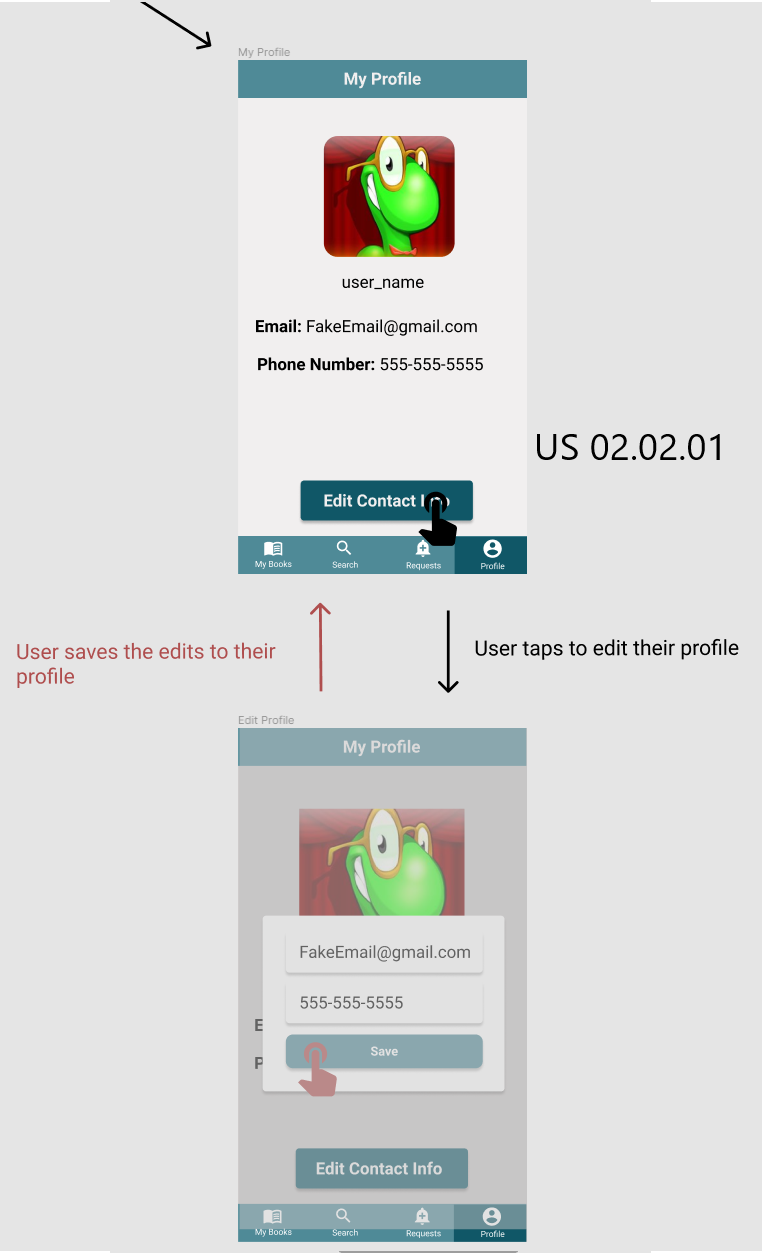 My Profile
My Profile
user_name
Email: FakeEmail@gmail.com
Phone Number: 555-555-5555
US 02.02.01
Edit Contact
My Books
Search
Requests
Profile
User saves the edits to their
profile
User taps to edit their profile
Edit Profile
My Profile
FakeEmail@gmail.com
555-555-5555
E
P
Save
Edit Contact Info
My Books
Search
Requests
Profile